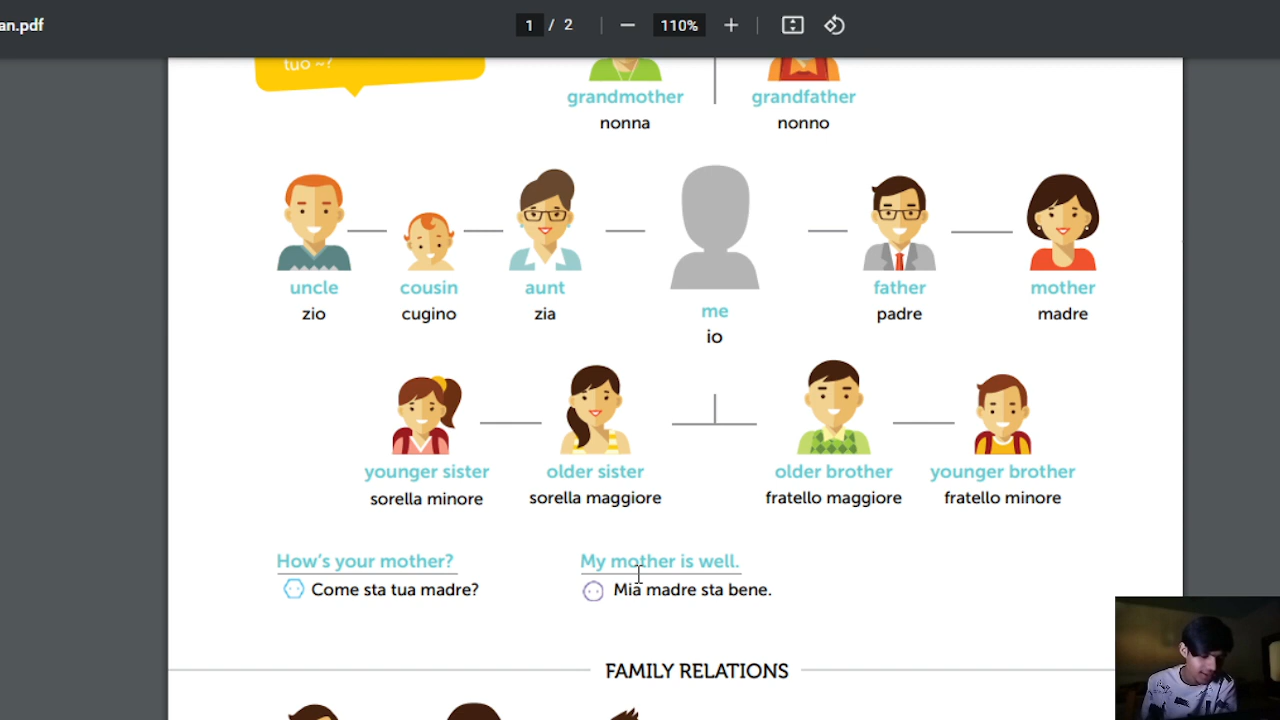 an.pdf
1 / 2
110%
tuo ~?
grandmother grandfather
nonna nonno
uncle cousin aunt me father mother
zio cugino zia io padre madre
younger sister older sister older brother younger brother
sorella minore sorella maggiore fratello maggiore fratello minore
How's your mother? My mother is well.
Come sta tua madre? Mia madre sta bene.
FAMILY RELATIONS